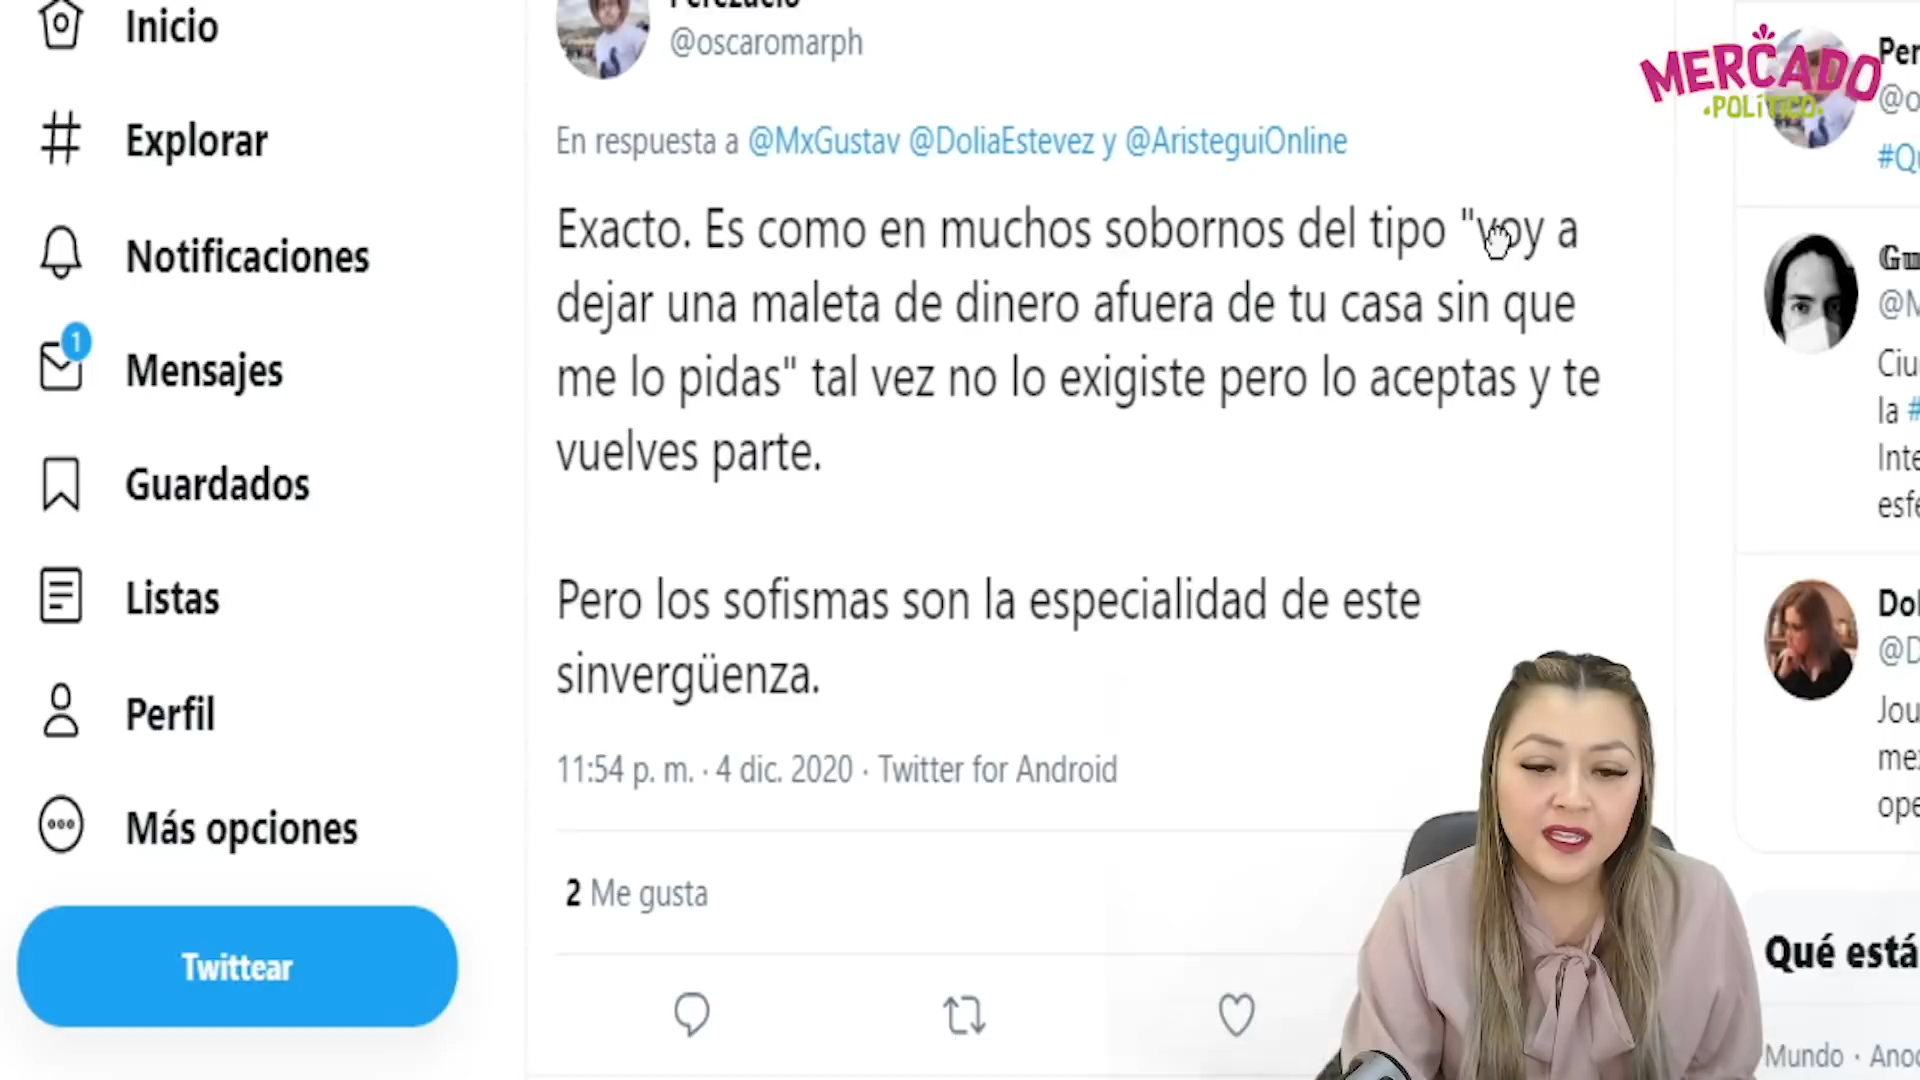 Inicio
Explorar
Notificaciones
1
Mensajes
Guardados
Listas
Perfil
Más opciones
Twittear
@oscaromarph
En respuesta a @MxGustav @DoliaEstevez y @AristeguiOnline
Exacto. Es como en muchos sobornos del tipo "voy a
dejar una maleta de dinero afuera de tu casa sin que
me lo pidas" tal vez no lo exigiste pero lo aceptas y te
vuelves parte.
Pero los sofismas son la especialidad de este
sinvergüenza.
11:54 p. m. · 4 dic. 2020 · Twitter for Android
2 Me gusta
MERCADO
·POLÍTICO·
Qué está
Mundo ·